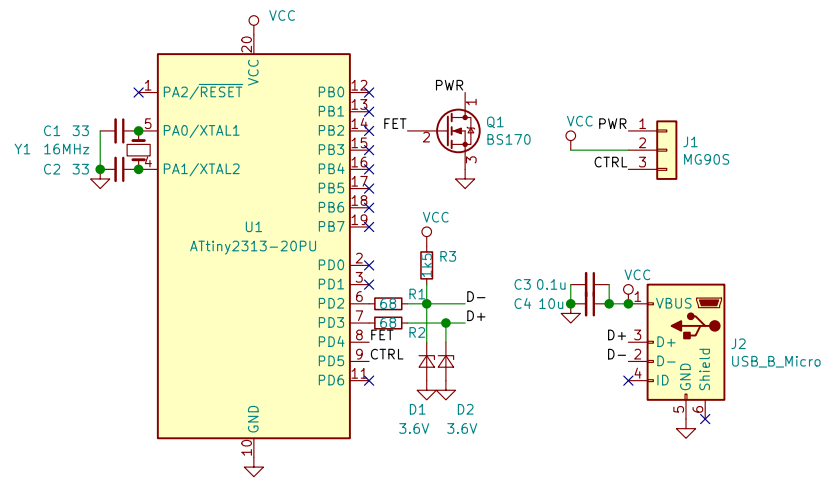 VCC
20
VCC
1 PA2/RESET
PB0 12
PB1 13
PB2 14
PB3 15
PB4 16
PB5 17
PB6 18
PB7 19
C1 33
5 PA0/XTAL1
Y1 16MHz
C2 33
4 PA1/XTAL2
U1
ATtiny2313-20PU
PD0 2
PD1 3
PD2 6
PD3 7
PD4 8 FET
PD5 9 CTRL
PD6 11
GND
10
68 R1
68 R2
VCC
1k5 R3
D-
D+
D1
3.6V
D2
3.6V
PWR
1
FET
2
3
Q1
BS170
VCC
PWR 1
2
CTRL 3
J1
MG90S
C3 0.1u
C4 10u
VCC
1 VBUS
D+ 3 D+
D- 2 D-
4 ID
GND
Shield
5
6
J2
USB_B_Micro